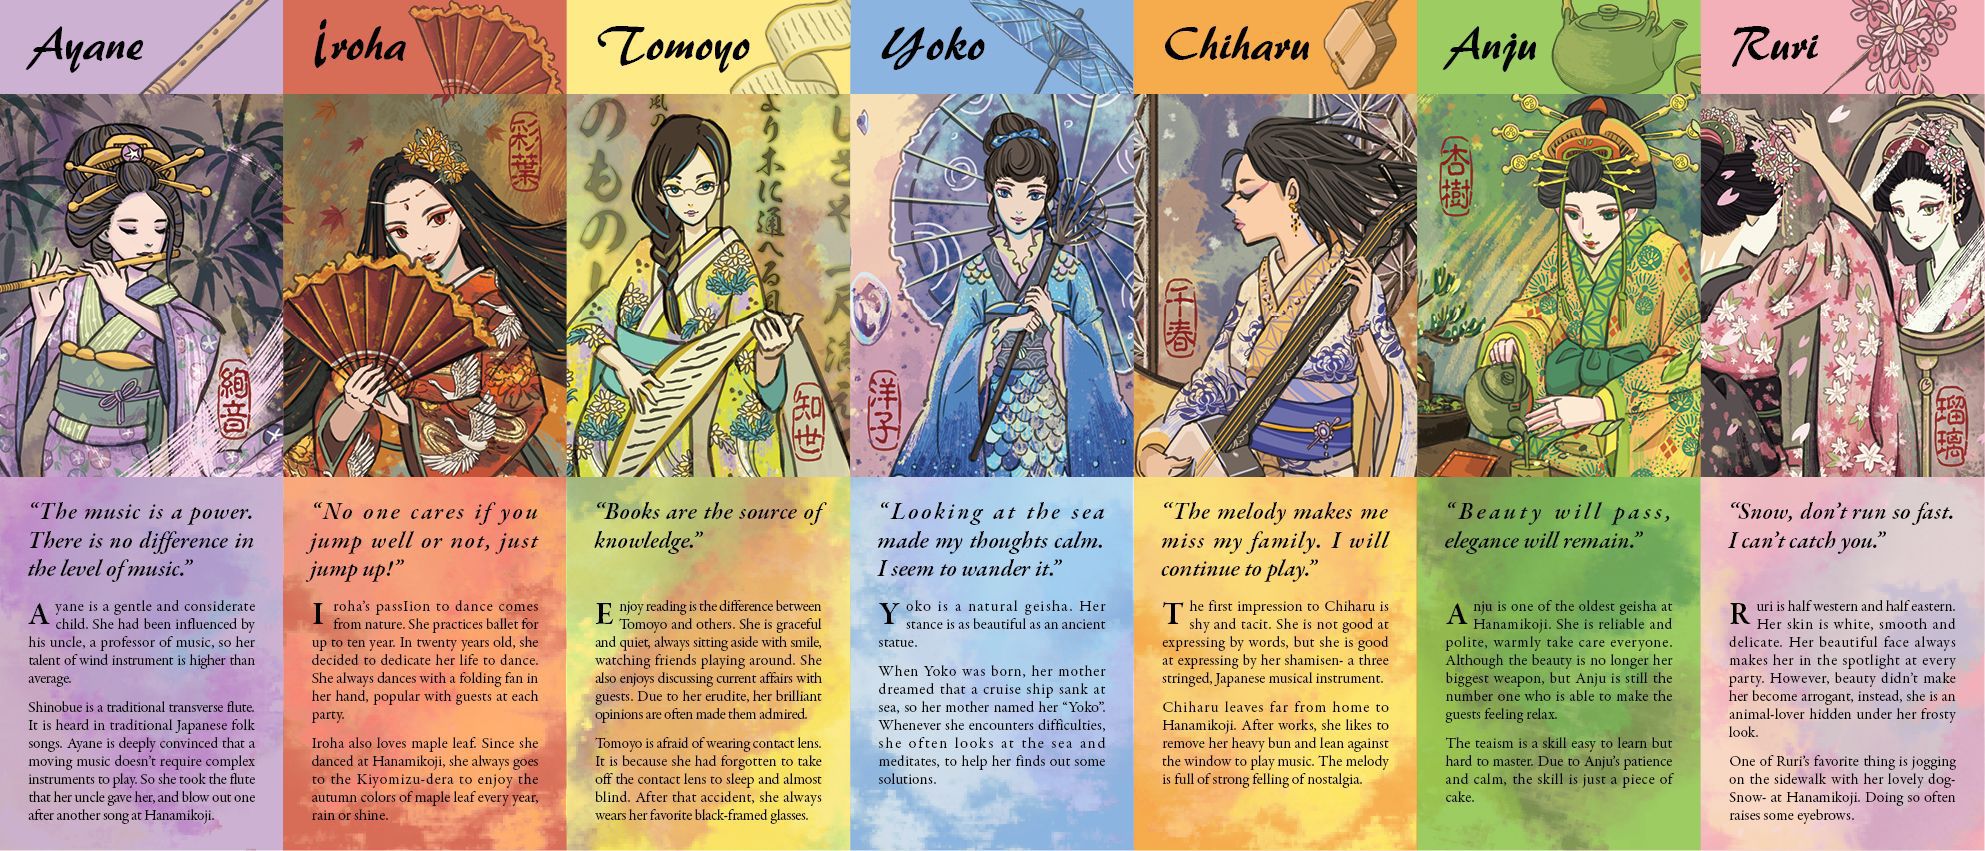 Ayane
絢音
“The music is a power.
There is no difference in
the level of music.”
Ayane is a gentle and considerate
child. She had been influenced by
his uncle, a professor of music, so her
talent of wind instrument is higher than
average.
Shinobue is a traditional transverse flute.
It is heard in traditional Japanese folk
songs. Ayane is deeply convinced that a
moving music doesn’t require complex
instruments to play. So she took the flute
that her uncle gave her, and blow out one
after another song at Hanamikoji.
Iroha
彩葉
“No one cares if you
jump well or not, just
jump up!”
Iroha’s passIion to dance comes
from nature. She practices ballet for
up to ten year. In twenty years old, she
decided to dedicate her life to dance.
She always dances with a folding fan in
her hand, popular with guests at each
party.
Iroha also loves maple leaf. Since she
danced at Hanamikoji, she always goes
to the Kiyomizu-dera to enjoy the
autumn colors of maple leaf every year,
rain or shine.
Tomoyo
のものの
風の
より木に通へる
しさや
知世
“Books are the source of
knowledge.”
Enjoy reading is the difference between
Tomoyo and others. She is graceful
and quiet, always sitting aside with smile,
watching friends playing around. She
also enjoys discussing current affairs with
guests. Due to her erudite, her brilliant
opinions are often made them admired.
Tomoyo is afraid of wearing contact lens.
It is because she had forgotten to take
off the contact lens to sleep and almost
blind. After that accident, she always
wears her favorite black-framed glasses.
Yoko
洋子
“Looking at the sea
made my thoughts calm.
I seem to wander it.”
Yoko is a natural geisha. Her
stance is as beautiful as an ancient
statue.
When Yoko was born, her mother
dreamed that a cruise ship sank at
sea, so her mother named her “Yoko”.
Whenever she encounters difficulties,
she often looks at the sea and
meditates, to help her finds out some
solutions.
Chiharu
千春
“The melody makes me
miss my family. I will
continue to play.”
The first impression to Chiharu is
shy and tacit. She is not good at
expressing by words, but she is good
at expressing by her shamisen- a three
stringed, Japanese musical instrument.
Chiharu leaves far from home to
Hanamikoji. After works, she likes to
remove her heavy bun and lean against
the window to play music. The melody
is full of strong felling of nostalgia.
Anju
杏樹
“Beauty will pass,
elegance will remain.”
Anju is one of the oldest geisha at
Hanamikoji. She is reliable and
polite, warmly take care everyone.
Although the beauty is no longer her
biggest weapon, but Anju is still the
number one who is able to make the
guests feeling relax.
The teaism is a skill easy to learn but
hard to master. Due to Anju’s patience
and calm, the skill is just a piece of
cake.
Ruri
瑠璃
“Snow, don’t run so fast.
I can’t catch you.”
Ruri is half western and half eastern.
Her skin is white, smooth and
delicate. Her beautiful face always
makes her in the spotlight at every
party. However, beauty didn’t make
her become arrogant, instead, she is an
animal-lover hidden under her frosty
look.
One of Ruri’s favorite thing is jogging
on the sidewalk with her lovely dog-
Snow- at Hanamikoji. Doing so often
raises some eyebrows.